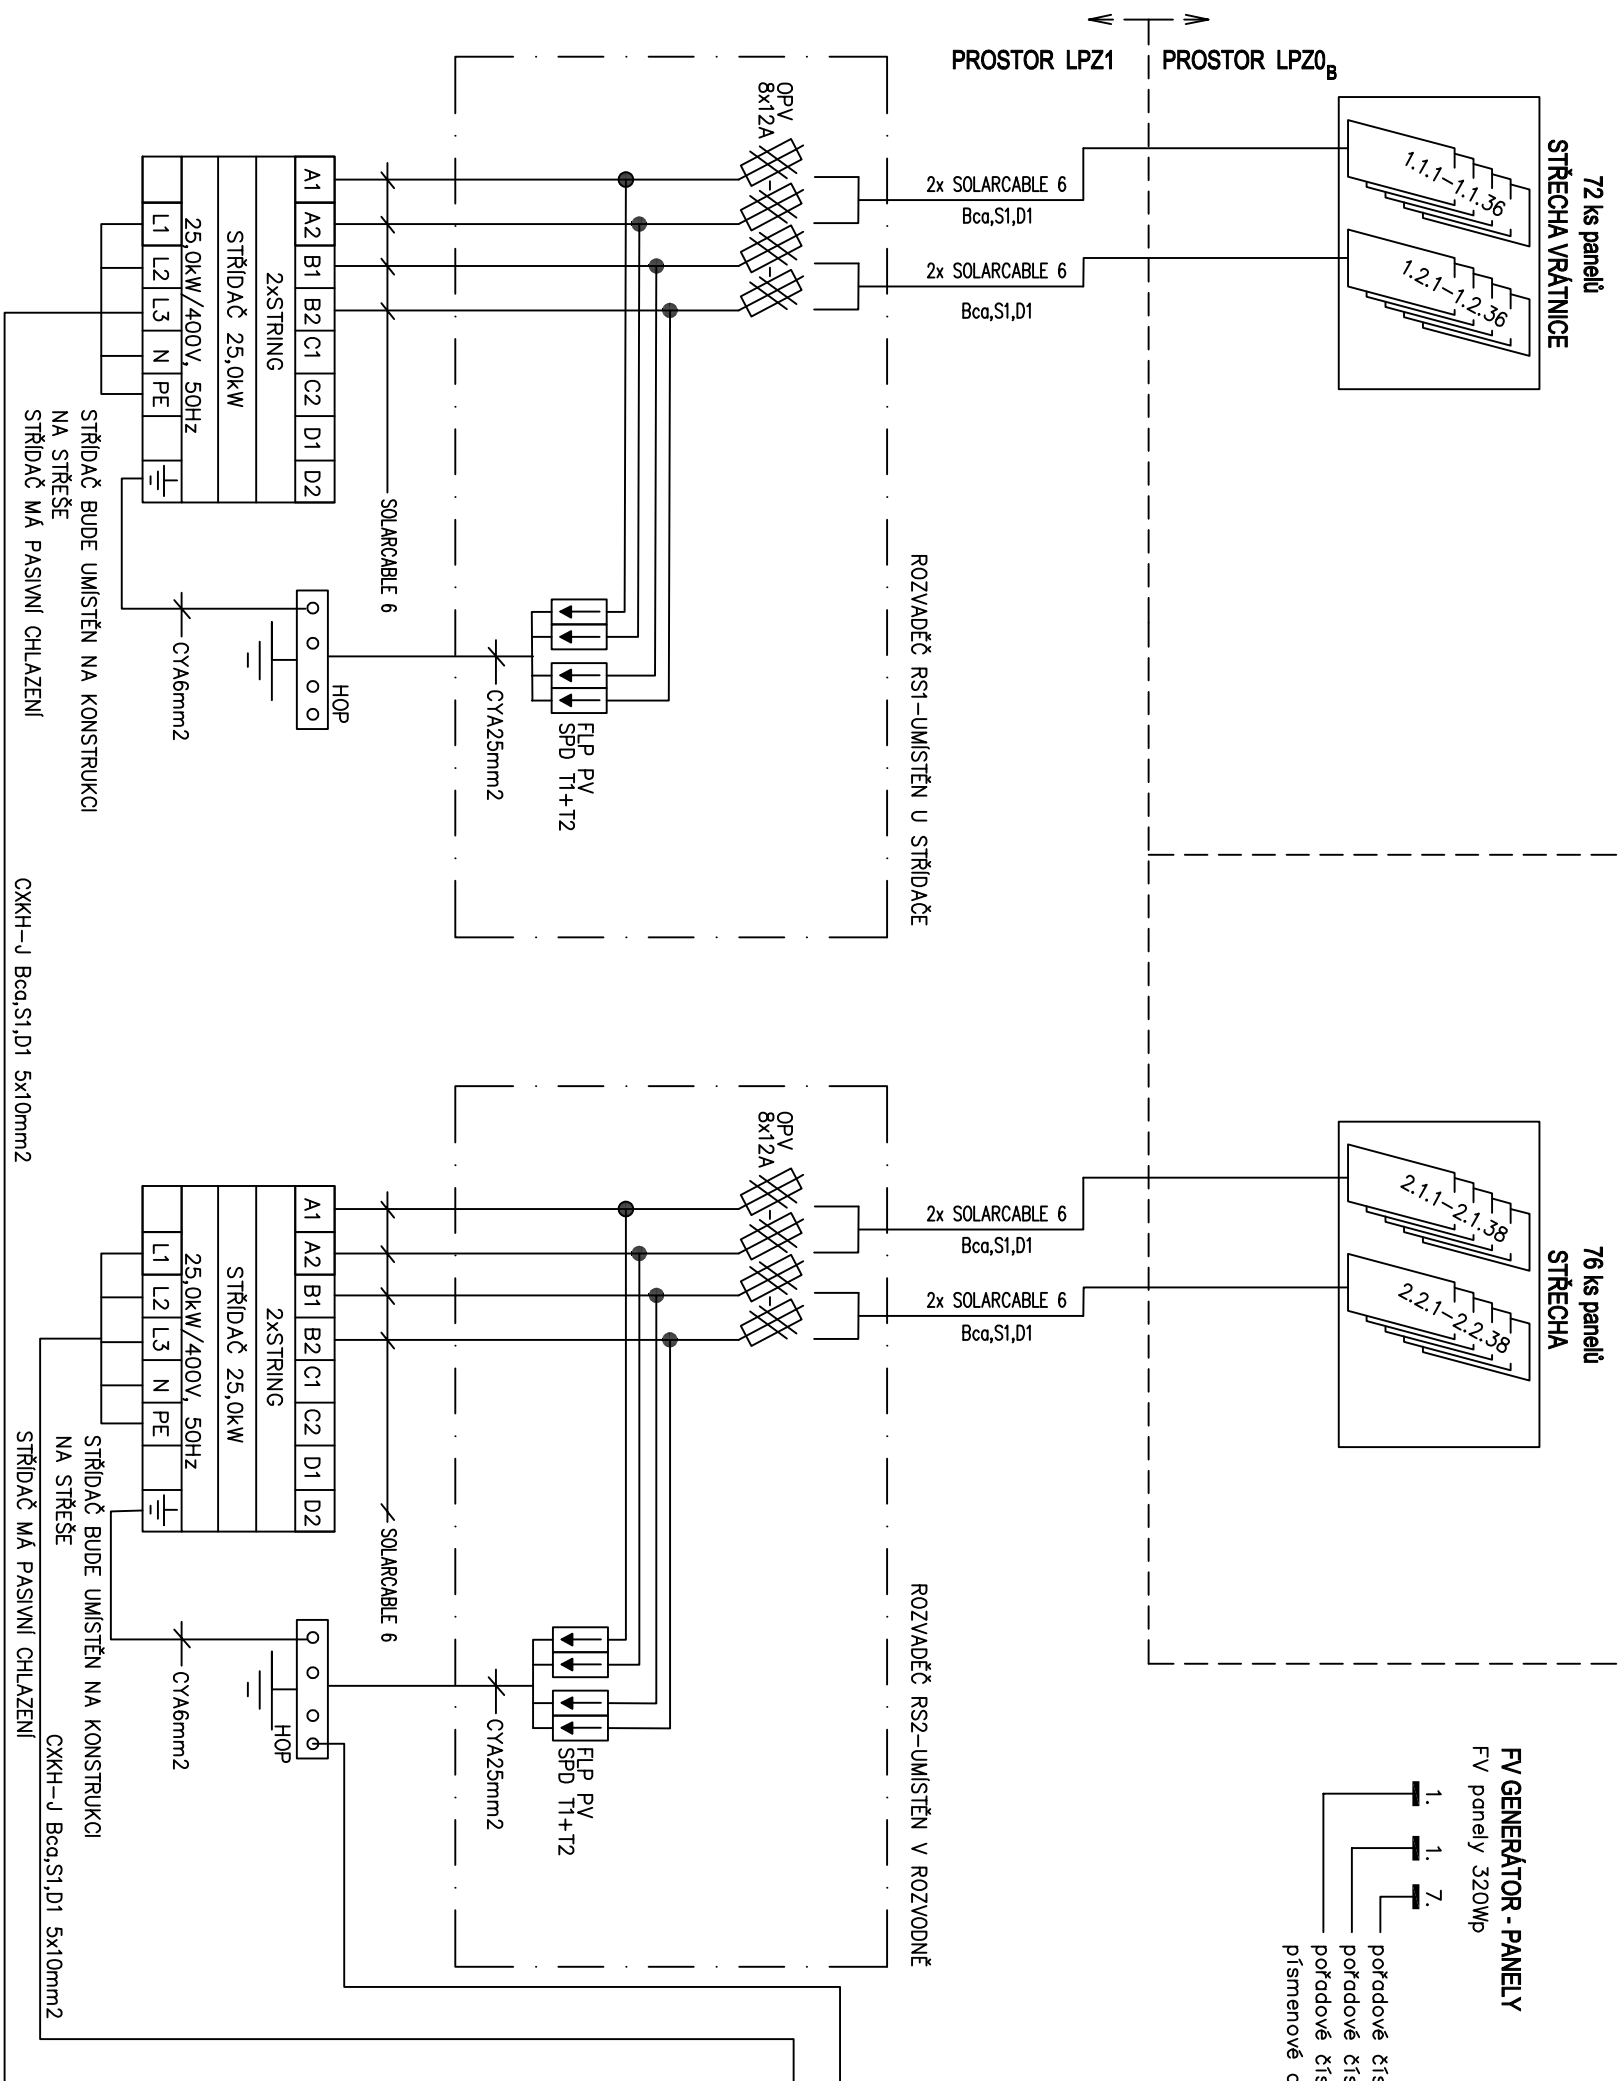 72 ks panelů
STŘECHA VRÁTNICE
1.1.1-1.1.36
1.2.1-1.2.36
PROSTOR LPZ1
PROSTOR LPZ0B
2x SOLARCABLE 6
Bca,S1,D1
2x SOLARCABLE 6
Bca,S1,D1
ROZVADĚČ RS1-UMÍSTĚN U STŘÍDAČE
OPV
8x12A
FLP PV
SPD T1+T2
CYA25mm2
SOLARCABLE 6
HOP
A1 A2 B1 B2 C1 C2 D1 D2
2xSTRING
STŘÍDAČ 25,0kW
25,0kW/400V, 50Hz
L1 L2 L3 N PE
CYA6mm2
STŘÍDAČ BUDE UMÍSTĚN NA KONSTRUKCI
NA STŘEŠE
STŘÍDAČ MÁ PASIVNÍ CHLAZENÍ
CXKH-J Bca,S1,D1 5x10mm2
76 ks panelů
STŘECHA
2.1.1-2.1.38
2.2.1-2.2.38
2x SOLARCABLE 6
Bca,S1,D1
2x SOLARCABLE 6
Bca,S1,D1
ROZVADĚČ RS2-UMÍSTĚN V ROZVODNĚ
OPV
8x12A
FLP PV
SPD T1+T2
CYA25mm2
SOLARCABLE 6
HOP
A1 A2 B1 B2 C1 C2 D1 D2
2xSTRING
STŘÍDAČ 25,0kW
25,0kW/400V, 50Hz
L1 L2 L3 N PE
CYA6mm2
STŘÍDAČ BUDE UMÍSTĚN NA KONSTRUKCI
NA STŘEŠE
STŘÍDAČ MÁ PASIVNÍ CHLAZENÍ
CXKH-J Bca,S1,D1 5x10mm2
FV GENERÁTOR - PANELY
FV panely 320Wp
1. 1. 7.
pořadové
pořadové
pořadové
písmenové